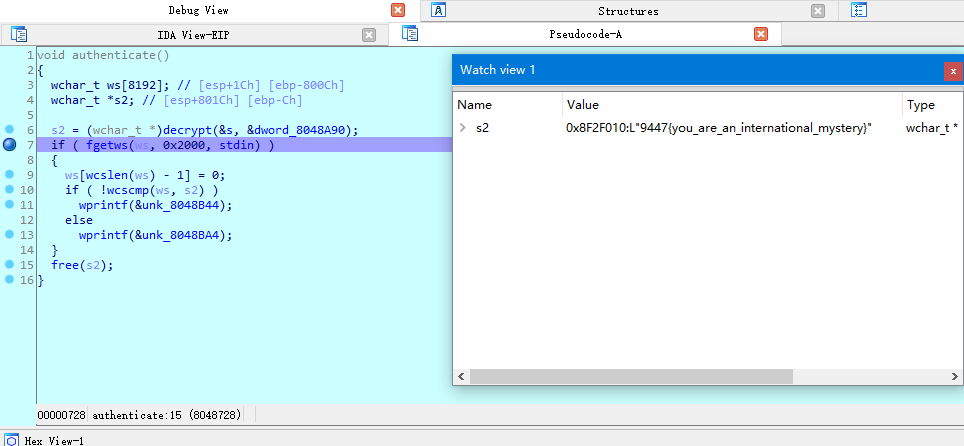 Debug View
Structures
IDA View-EIP
Pseudocode-A
1 void authenticate()
2 {
3 wchar_t ws[8192]; // [esp+1Ch] [ebp-800Ch]
4 wchar_t *s2; // [esp+801Ch] [ebp-Ch]
5
6 s2 = (wchar_t *)decrypt(&s, &dword_8048A90);
7 if ( fgetws(ws, 0x2000, stdin) )
8 {
9 ws[wcslen(ws) - 1] = 0;
10 if ( !wcscmp(ws, s2) )
11 wprintf(&unk_8048B44);
12 else
13 wprintf(&unk_8048BA4);
14 }
15 free(s2);
16 }
Watch view 1
Name Value Type
s2 0x8F2F010:L"9447{you_are_an_international_mystery}" wchar_t *
00000728 authenticate:15 (8048728)
Hex View-1